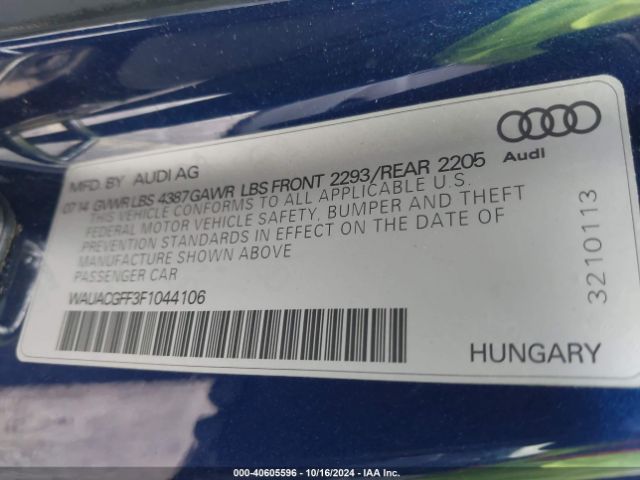 MFD. BY AUDI AG
07/14 GVWR LBS 4387 GAWR LBS FRONT 2293/REAR 2205
THIS VEHICLE CONFORMS TO ALL APPLICABLE U.S.
FEDERAL MOTOR VEHICLE SAFETY, BUMPER AND THEFT
PREVENTION STANDARDS IN EFFECT ON THE DATE OF
MANUFACTURE SHOWN ABOVE
PASSENGER CAR
WAUACGFF3F1044106
Audi
3210113
HUNGARY
000-40605596 - 10/16/2024 - IAA Inc.